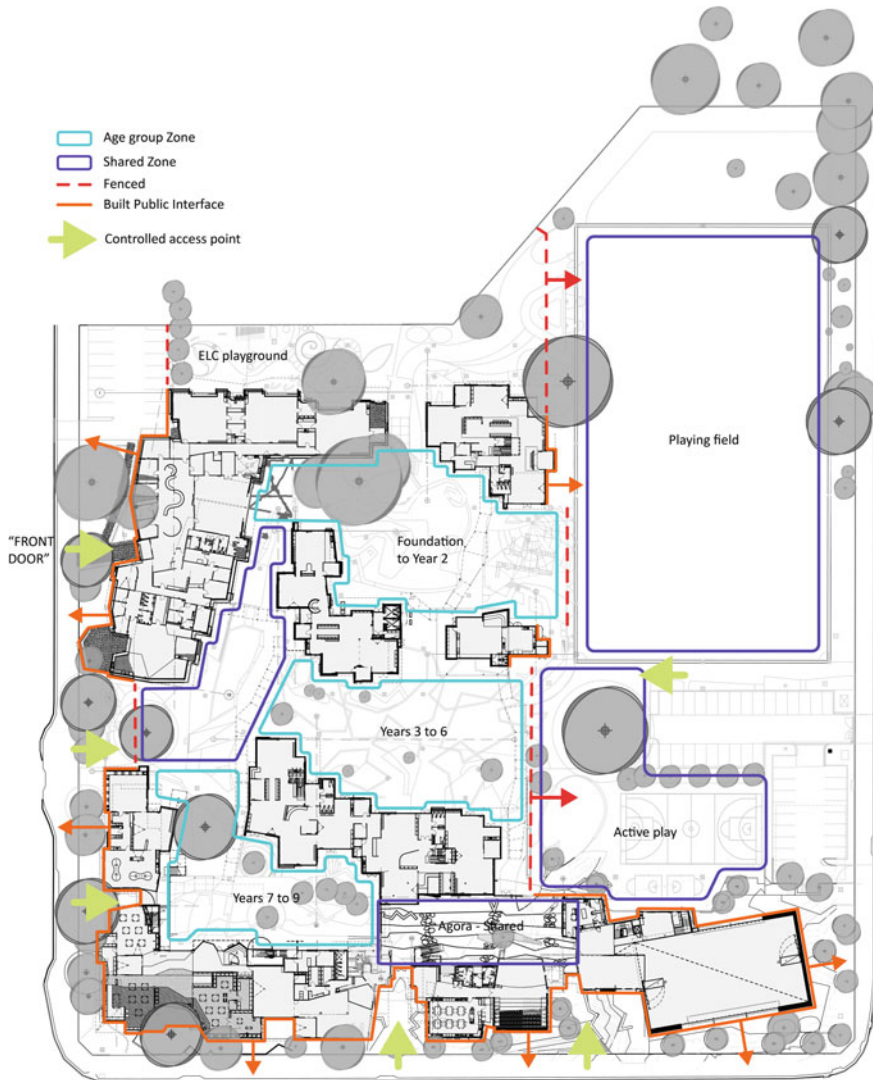 Age group Zone
Shared Zone
Fenced
Built Public Interface
Controlled access point
ELC playground
Playing field
"FRONT
DOOR"
Foundation
to Year 2
Years 3 to 6
Active play
Years 7 to 9
Agora - Shared